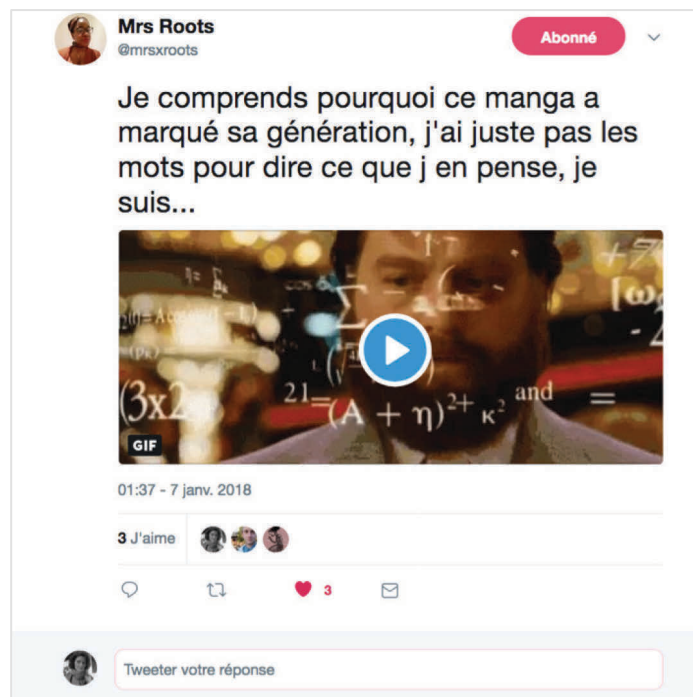 Mrs Roots
@mrsxroots
Abonné
Je comprends pourquoi ce manga a
marqué sa génération, j'ai juste pas les
mots pour dire ce que j en pense, je
suis...
(3x2
21=
(A + η)²⁺ κ² and =
GIF
01:37 - 7 janv. 2018
3 J'aime
3
Tweeter votre réponse